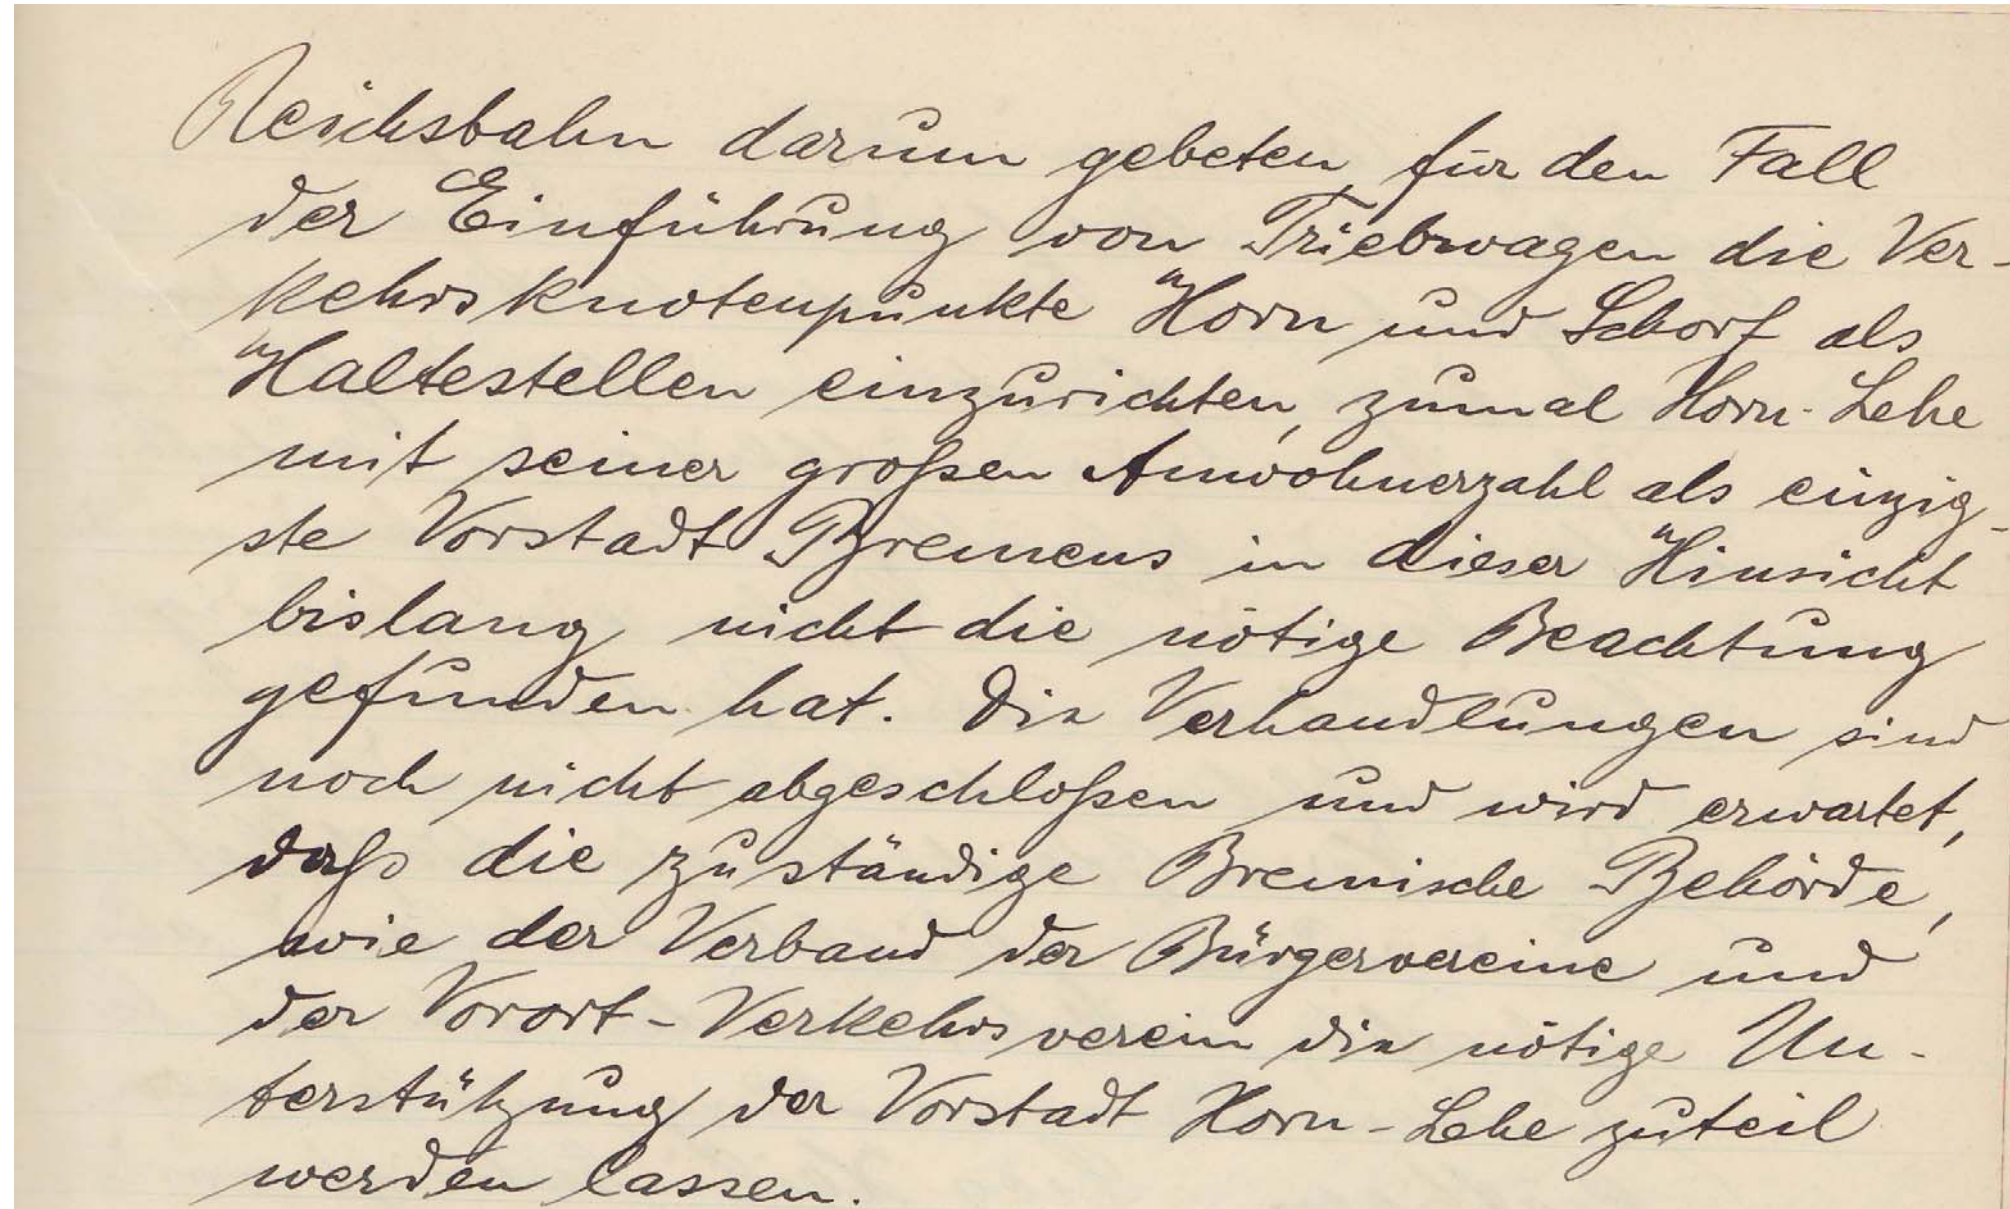 Reichsbahn darum gebeten für den Fall
der Einführung von Triebwagen die Ver-
kehrsknotenpunkte Horn und Schorf als
Haltestellen einzurichten, zumal Horn-Lehe
mit seiner großen Anwohnerzahl als einzig-
ste Vorstadt Bremens in dieser Hinsicht
bislang nicht die nötige Beachtung
gefunden hat. Die Verhandlungen sind
noch nicht abgeschloßen und wird erwartet,
daß die zuständige Bremische Behörde,
wie der Verband der Bürgervereine und
der Vorort-Verkehrsverein die nötige Un-
terstützung der Vorstadt Horn-Lehe zuteil
werden lassen.